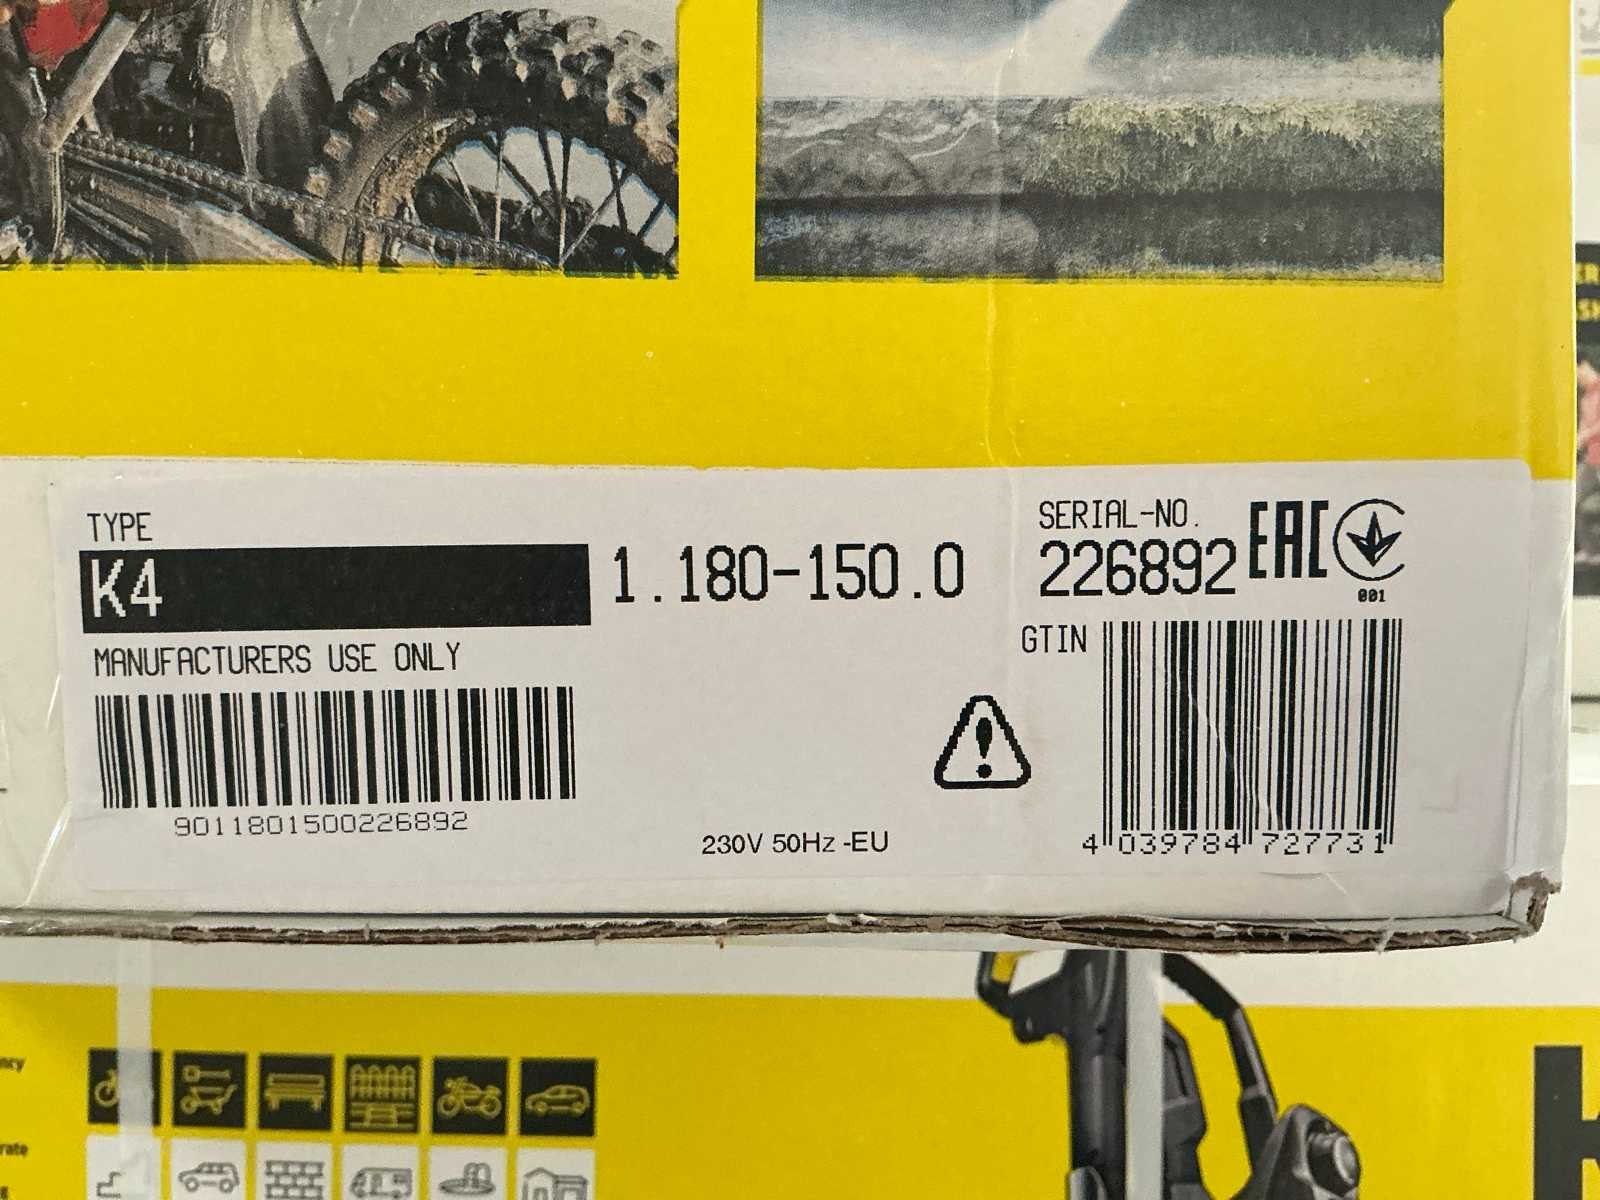 TYPE
K4
1.180-150.0
SERIAL-NO.
226892
EAC
001
MANUFACTURERS USE ONLY
GTIN
9011801500226892
230V 50Hz -EU
4 039784 727731